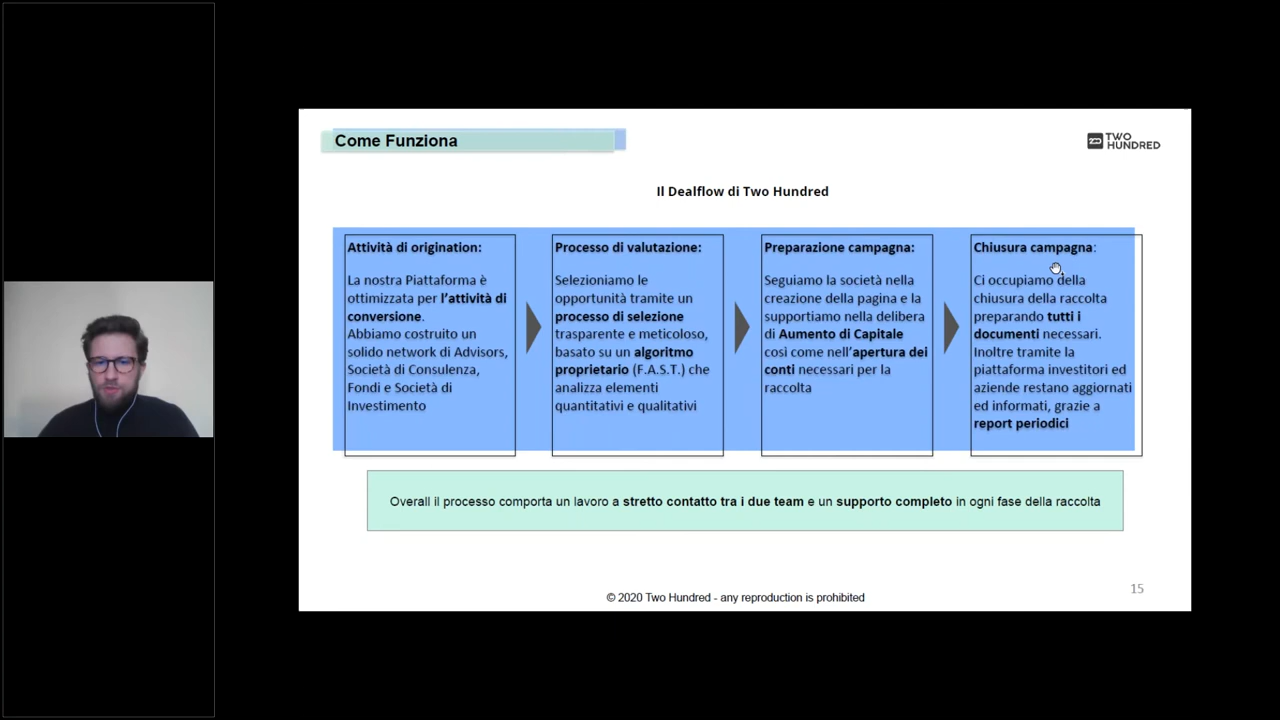 Come Funziona
TWO
HUNDRED
Il Dealflow di Two Hundred
Attività di origination:
La nostra Piattaforma è
ottimizzata per l'attività di
conversione.
Abbiamo costruito un
solido network di Advisors,
Società di Consulenza,
Fondi e Società di
Investimento
Processo di valutazione:
Selezioniamo le
opportunità tramite un
processo di selezione
trasparente e meticoloso,
basato su un algoritmo
proprietario (F.A.S.T.) che
analizza elementi
quantitativi e qualitativi
Preparazione campagna:
Seguiamo la società nella
creazione della pagina e la
supportiamo nella delibera
di Aumento di Capitale
così come nell'apertura dei
conti necessari per la
raccolta
Chiusura campagna:
Ci occupiamo della
chiusura della raccolta
preparando tutti i
documenti necessari.
Inoltre tramite la
piattaforma investitori ed
aziende restano aggiornati
ed informati, grazie a
report periodici
Overall il processo comporta un lavoro a stretto contatto tra i due team e un supporto completo in ogni fase della raccolta
© 2020 Two Hundred - any reproduction is prohibited
15